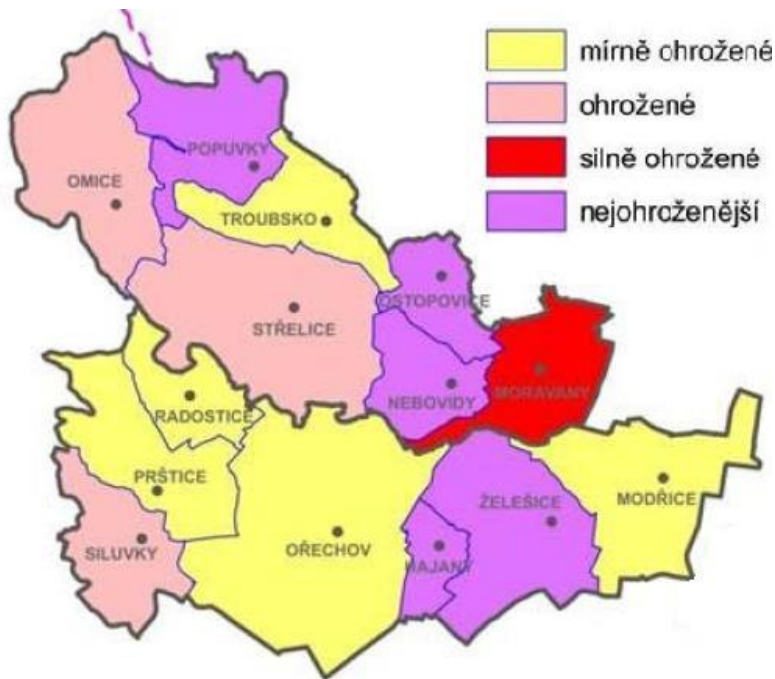 mírně ohrožené
ohrožené
silně ohrožené
nejohroženější
POPUVKY
OMICE
TROUBSKO
OSTOPOVICE
STŘELICE
MORAVANY
NEBOVIDY
RADOSTICE
PRŠTICE
MODŘICE
ŽELEŠICE
SILUVKY
OŘECHOV
HAJANY